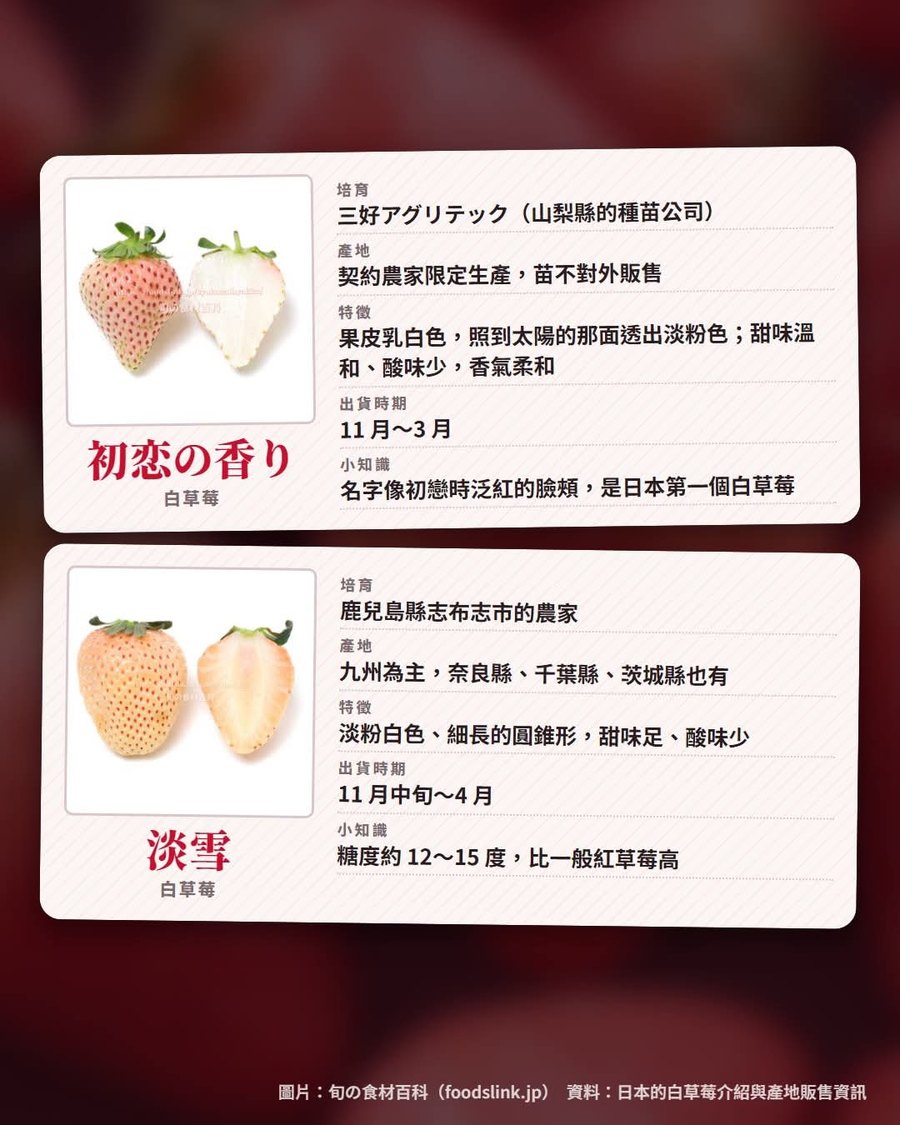 培育
三好アグリテック（山梨縣的種苗公司）
產地
契約農家限定生產，苗不對外販售
特徵
果皮乳白色，照到太陽的那面透出淡粉色；甜味溫
和、酸味少，香氣柔和
出貨時期
11 月～3 月
小知識
名字像初戀時泛紅的臉頰，是日本第一個白草莓
初恋の香り
白草莓
培育
鹿兒島縣志布志市的農家
產地
九州為主，奈良縣、千葉縣、茨城縣也有
特徵
淡粉白色、細長的圓錐形，甜味足、酸味少
出貨時期
11 月中旬～4 月
小知識
糖度約 12～15 度，比一般紅草莓高
淡雪
白草莓
圖片：旬の食材百科（foodslink.jp） 資料：日本的白草莓介紹與產地販售資訊